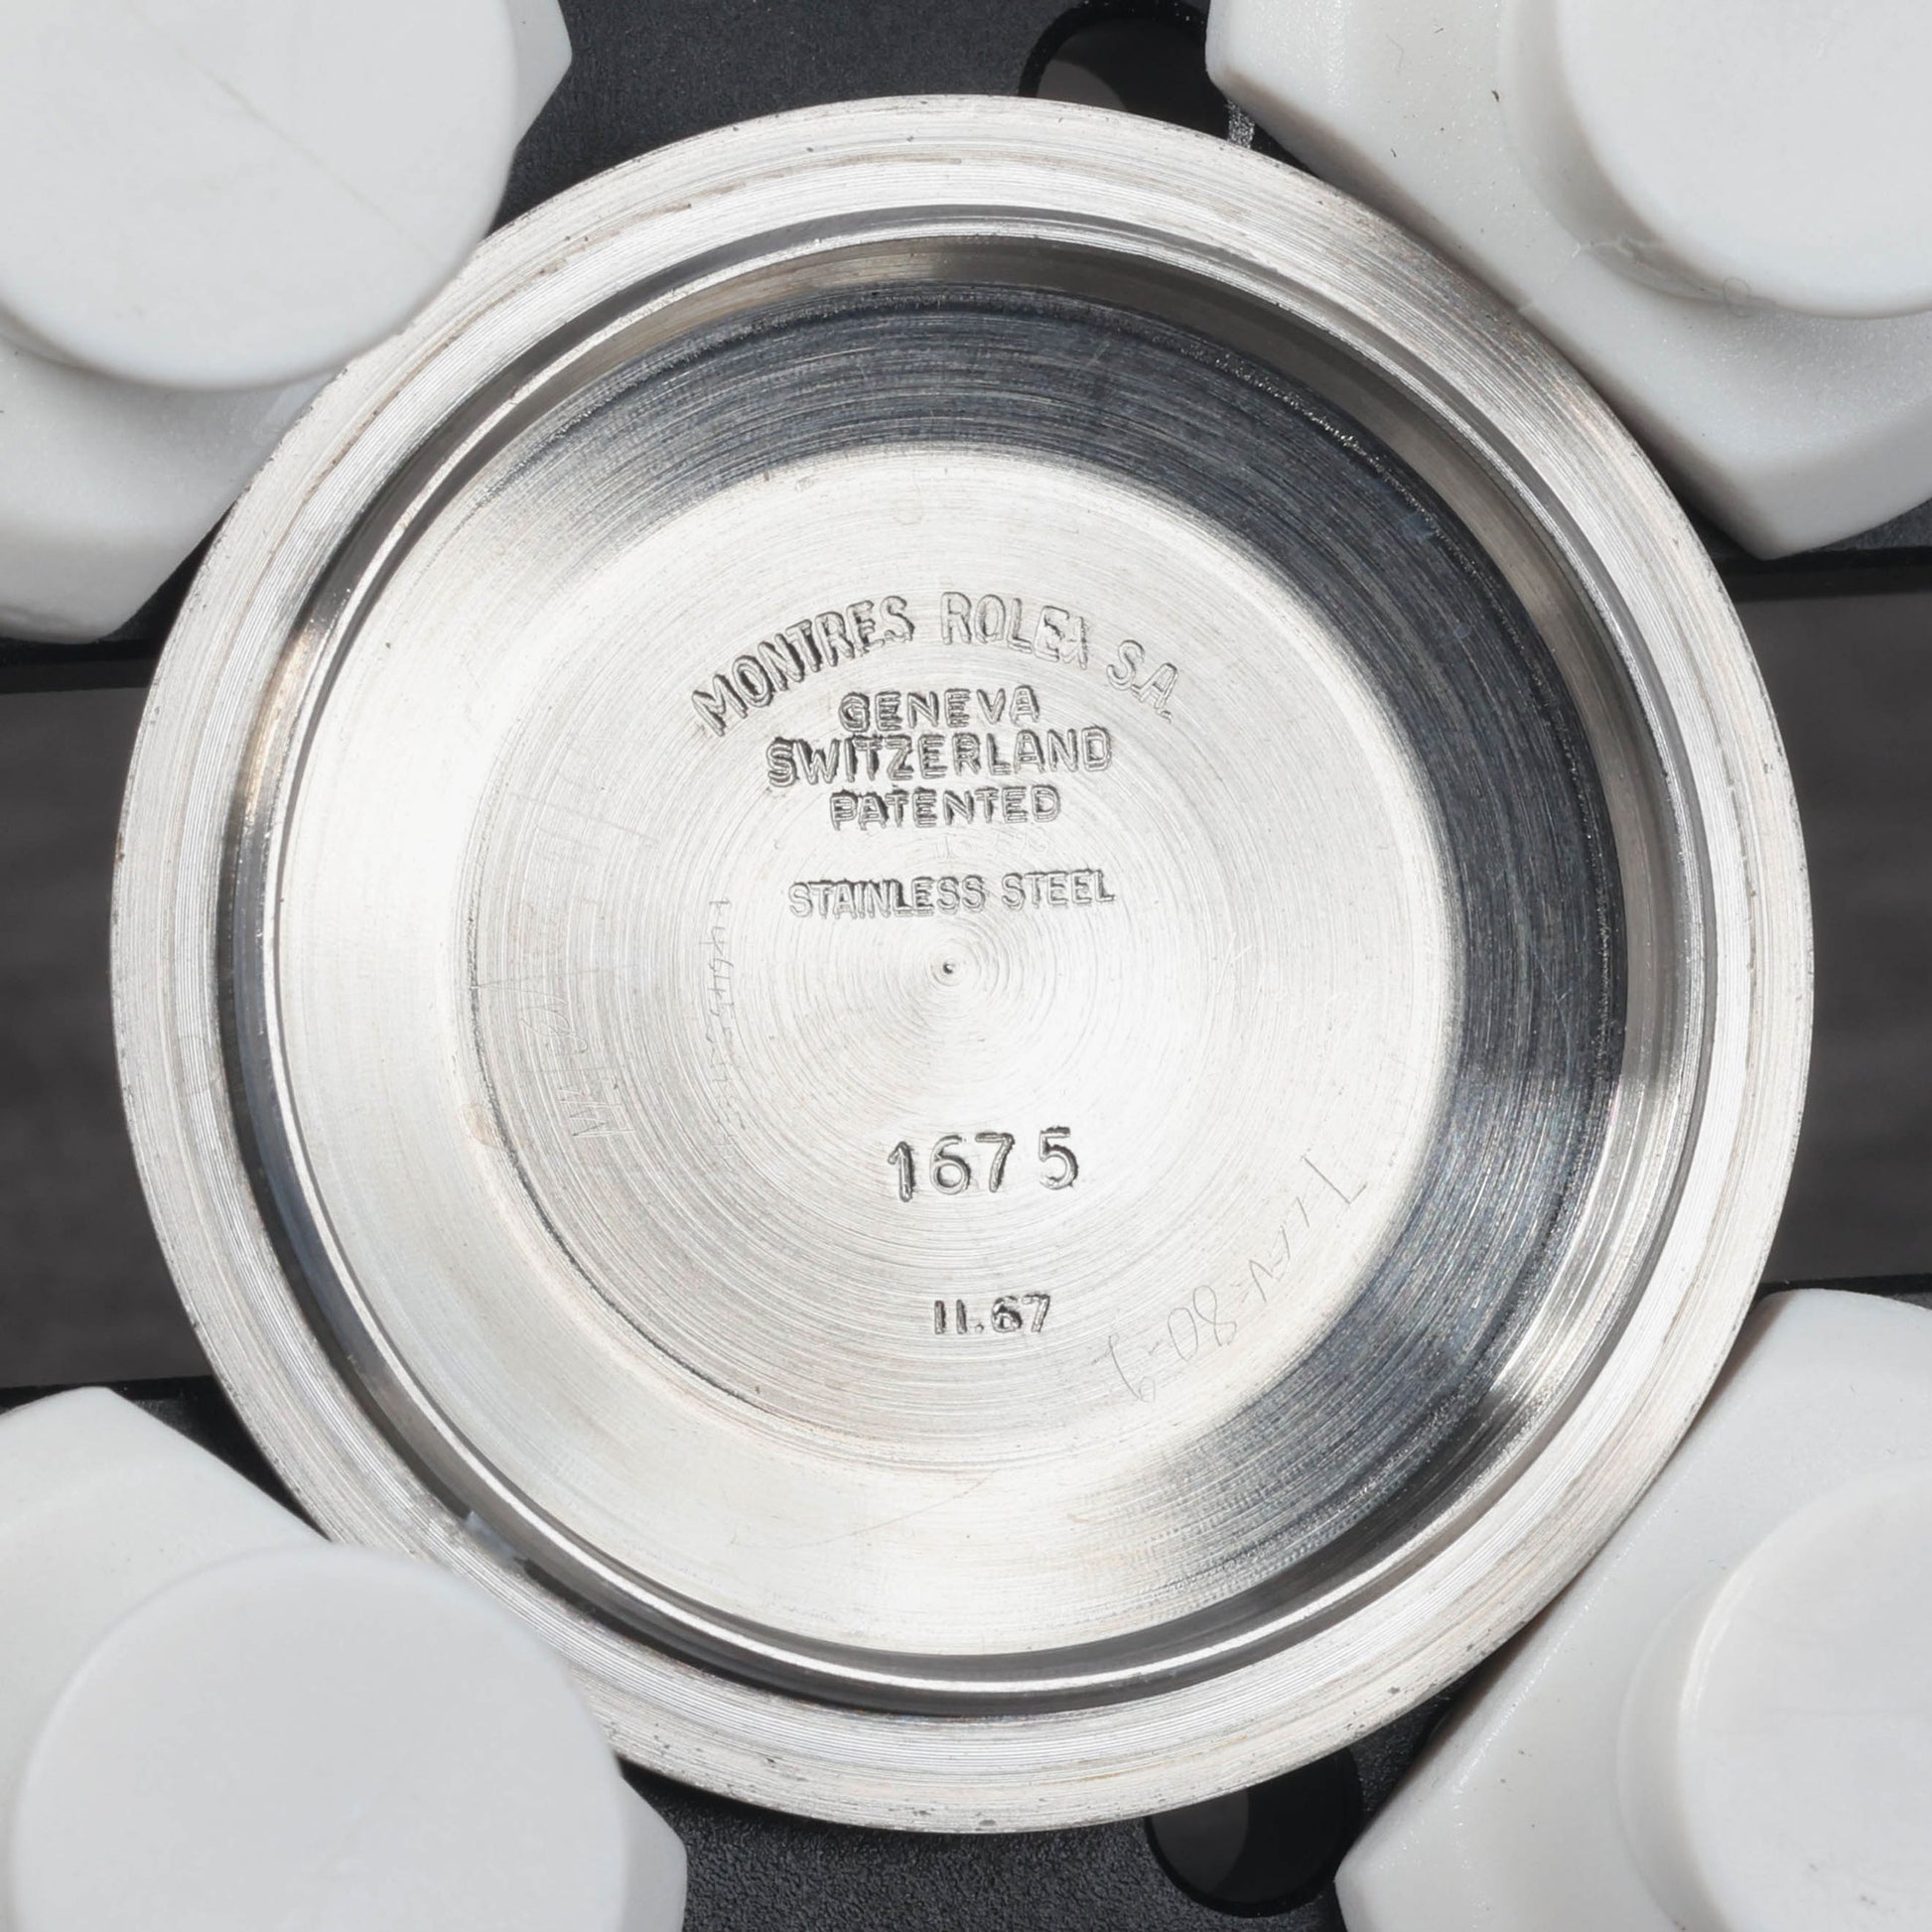 MONTRES ROLEX S.A.
GENEVA
SWITZERLAND
PATENTED
STAINLESS STEEL
1675
II.67